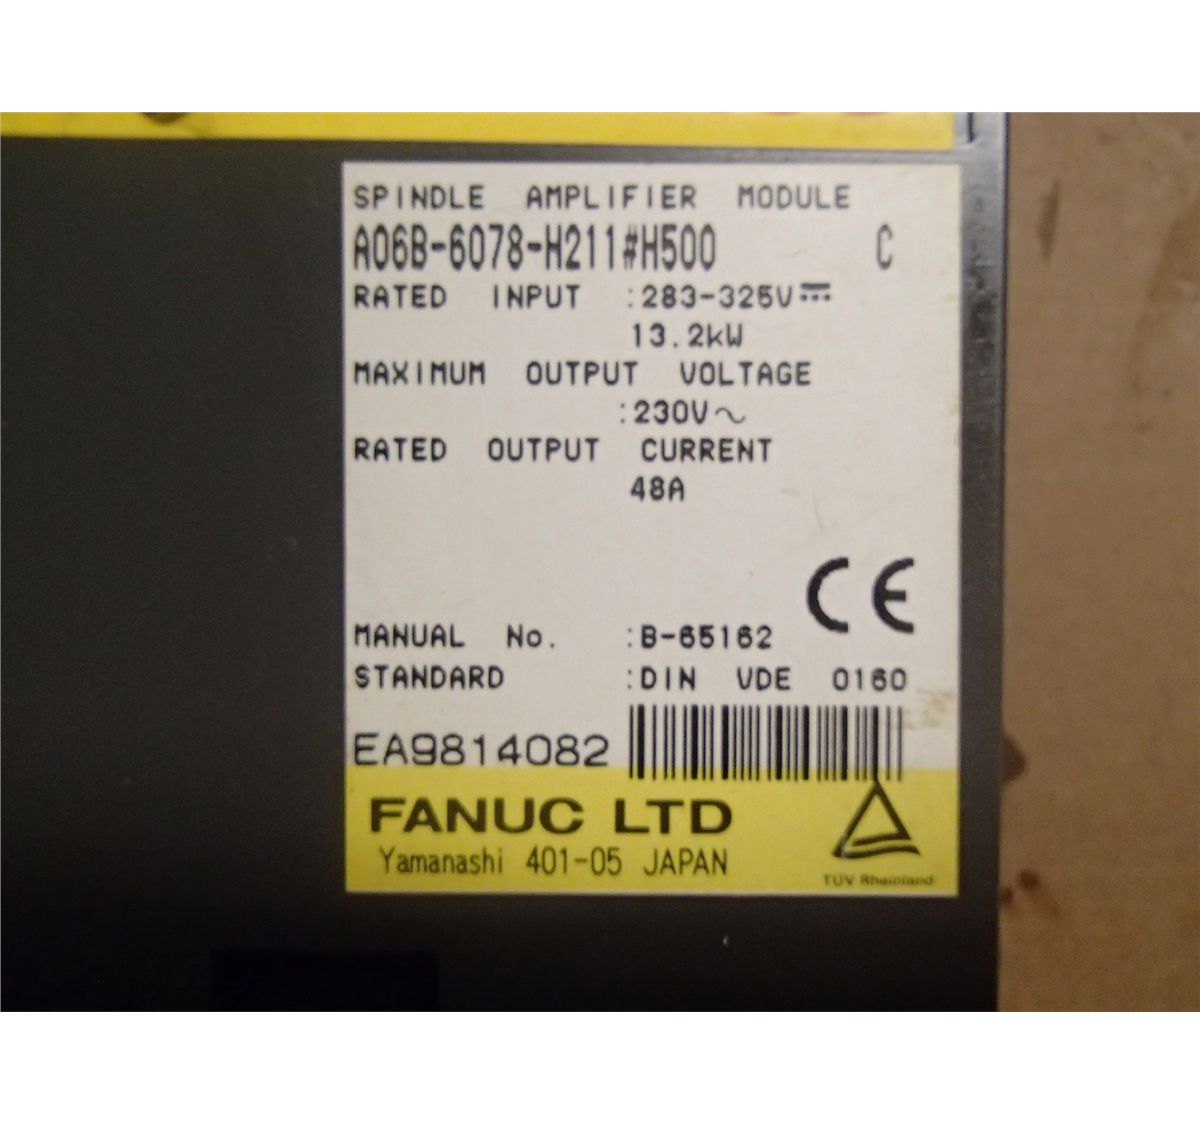 SPINDLE AMPLIFIER MODULE
A06B-6078-H211#H500 C
RATED INPUT :283-325V⎓
13.2kW
MAXIMUM OUTPUT VOLTAGE
:230V~
RATED OUTPUT CURRENT
48A
CE
MANUAL No. :B-65162
STANDARD :DIN VDE 0160
EA9814082
FANUC LTD
Yamanashi 401-05 JAPAN
TÜV Rheinland